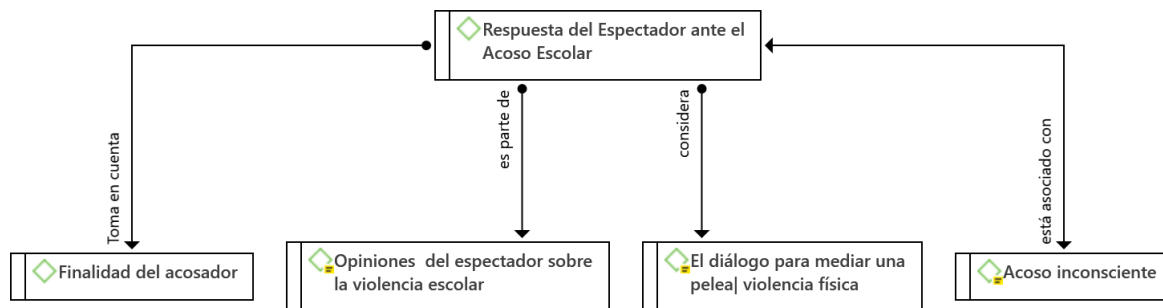 Respuesta del Espectador ante el
Acoso Escolar
Toma en cuenta
es parte de
considera
está asociado con
Finalidad del acosador
Opiniones  del espectador sobre
la violencia escolar
El diálogo para mediar una
pelea| violencia física
Acoso inconsciente